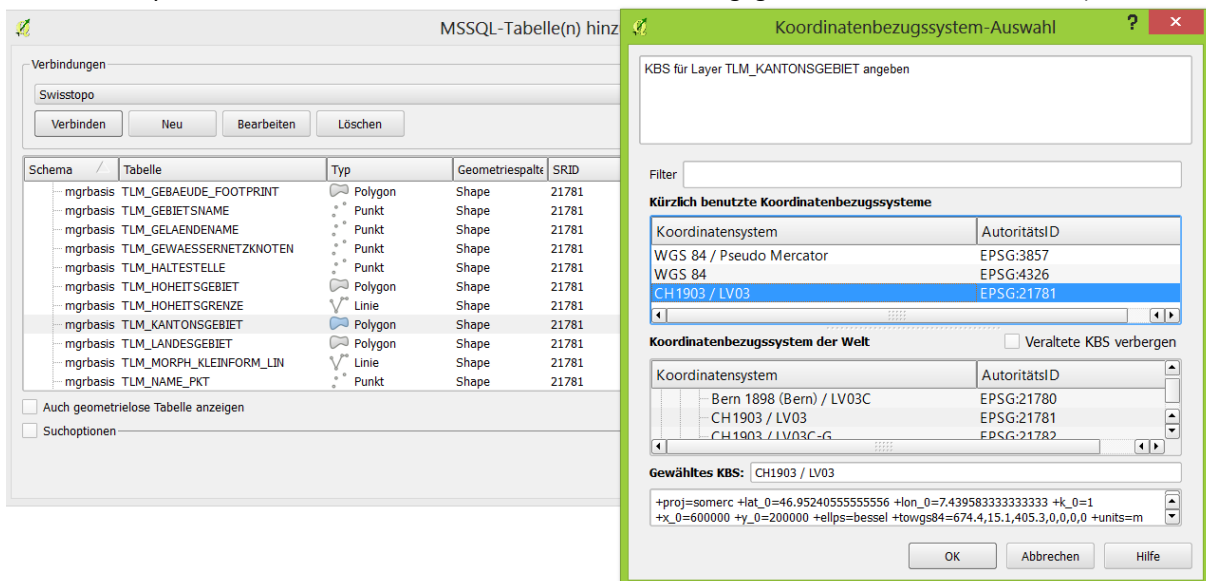 MSSQL-Tabelle(n) hinz
Verbindungen
Swisstopo
Verbinden Neu Bearbeiten Löschen
Schema Tabelle Typ Geometriespalte SRID
mgrbasis TLM_GEBAEUDE_FOOTPRINT Polygon Shape 21781
mgrbasis TLM_GEBIETSNAME Punkt Shape 21781
mgrbasis TLM_GELAENDENAME Punkt Shape 21781
mgrbasis TLM_GEWAESSERNETZKNOTEN Punkt Shape 21781
mgrbasis TLM_HALTESTELLE Punkt Shape 21781
mgrbasis TLM_HOHEITSGEBIET Polygon Shape 21781
mgrbasis TLM_HOHEITSGRENZE Linie Shape 21781
mgrbasis TLM_KANTONSGEBIET Polygon Shape 21781
mgrbasis TLM_LANDESGEBIET Polygon Shape 21781
mgrbasis TLM_MORPH_KLEINFORM_LIN Linie Shape 21781
mgrbasis TLM_NAME_PKT Punkt Shape 21781
Auch geometrielose Tabelle anzeigen
Suchoptionen
Koordinatenbezugssystem-Auswahl ? ×
KBS für Layer TLM_KANTONSGEBIET angeben
Filter
Kürzlich benutzte Koordinatenbezugssysteme
Koordinatensystem AutoritätsID
WGS 84 / Pseudo Mercator EPSG:3857
WGS 84 EPSG:4326
CH1903 / LV03 EPSG:21781
Koordinatenbezugssystem der Welt Veraltete KBS verbergen
Koordinatensystem AutoritätsID
Bern 1898 (Bern) / LV03C EPSG:21780
CH1903 / LV03 EPSG:21781
CH1903 / LV03C-G EPSG:21782
Gewähltes KBS: CH1903 / LV03
+proj=somerc +lat_0=46.95240555555556 +lon_0=7.439583333333333 +k_0=1
+x_0=600000 +y_0=200000 +ellps=bessel +towgs84=674.4,15.1,405.3,0,0,0,0 +units=m
OK Abbrechen Hilfe